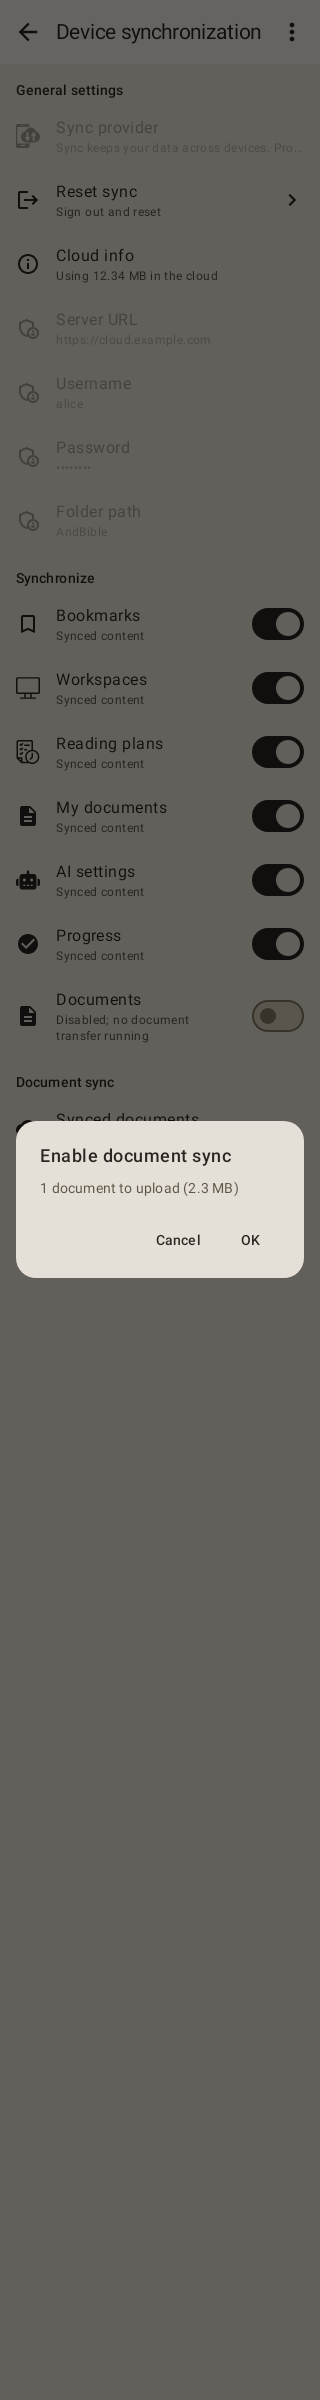 Device synchronization
General settings
Sync provider
Sync keeps your data across devices. Pro...
Reset sync
Sign out and reset
Cloud info
Using 12.34 MB in the cloud
Server URL
https://cloud.example.com
Username
alice
Password
••••••••
Folder path
AndBible
Synchronize
Bookmarks
Synced content
Workspaces
Synced content
Reading plans
Synced content
My documents
Synced content
AI settings
Synced content
Progress
Synced content
Documents
Disabled; no document
transfer running
Document sync
Synced documents
Enable document sync
1 document to upload (2.3 MB)
Cancel OK